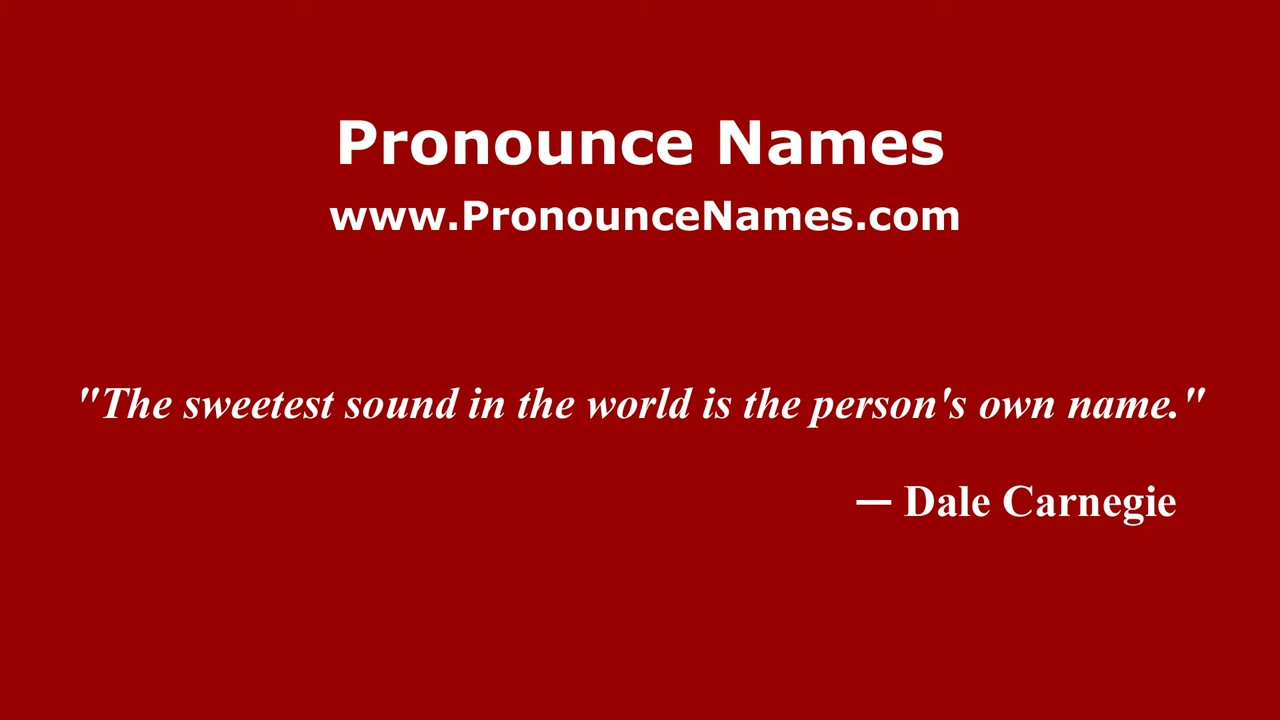 Pronounce Names
www.PronounceNames.com
"The sweetest sound in the world is the person's own name."
— Dale Carnegie